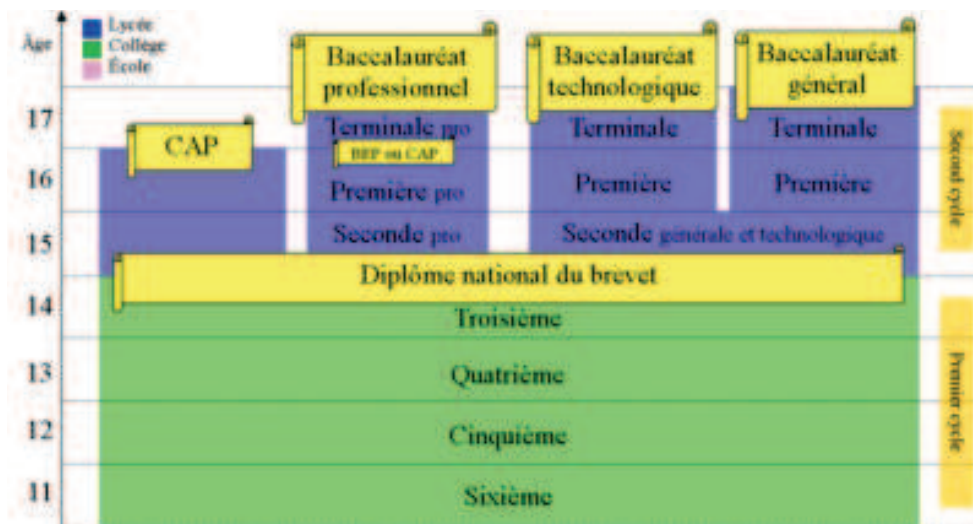 Âge
Lycée
Collège
École
Baccalauréat
professionnel
Baccalauréat
technologique
Baccalauréat
général
17
CAP
Terminale pro
Terminale
Terminale
BEP ou CAP
16
Première pro
Première
Première
15
Seconde pro
Seconde générale et technologique
Second cycle
Diplôme national du brevet
14
Troisième
13
Quatrième
12
Cinquième
11
Sixième
Premier cycle